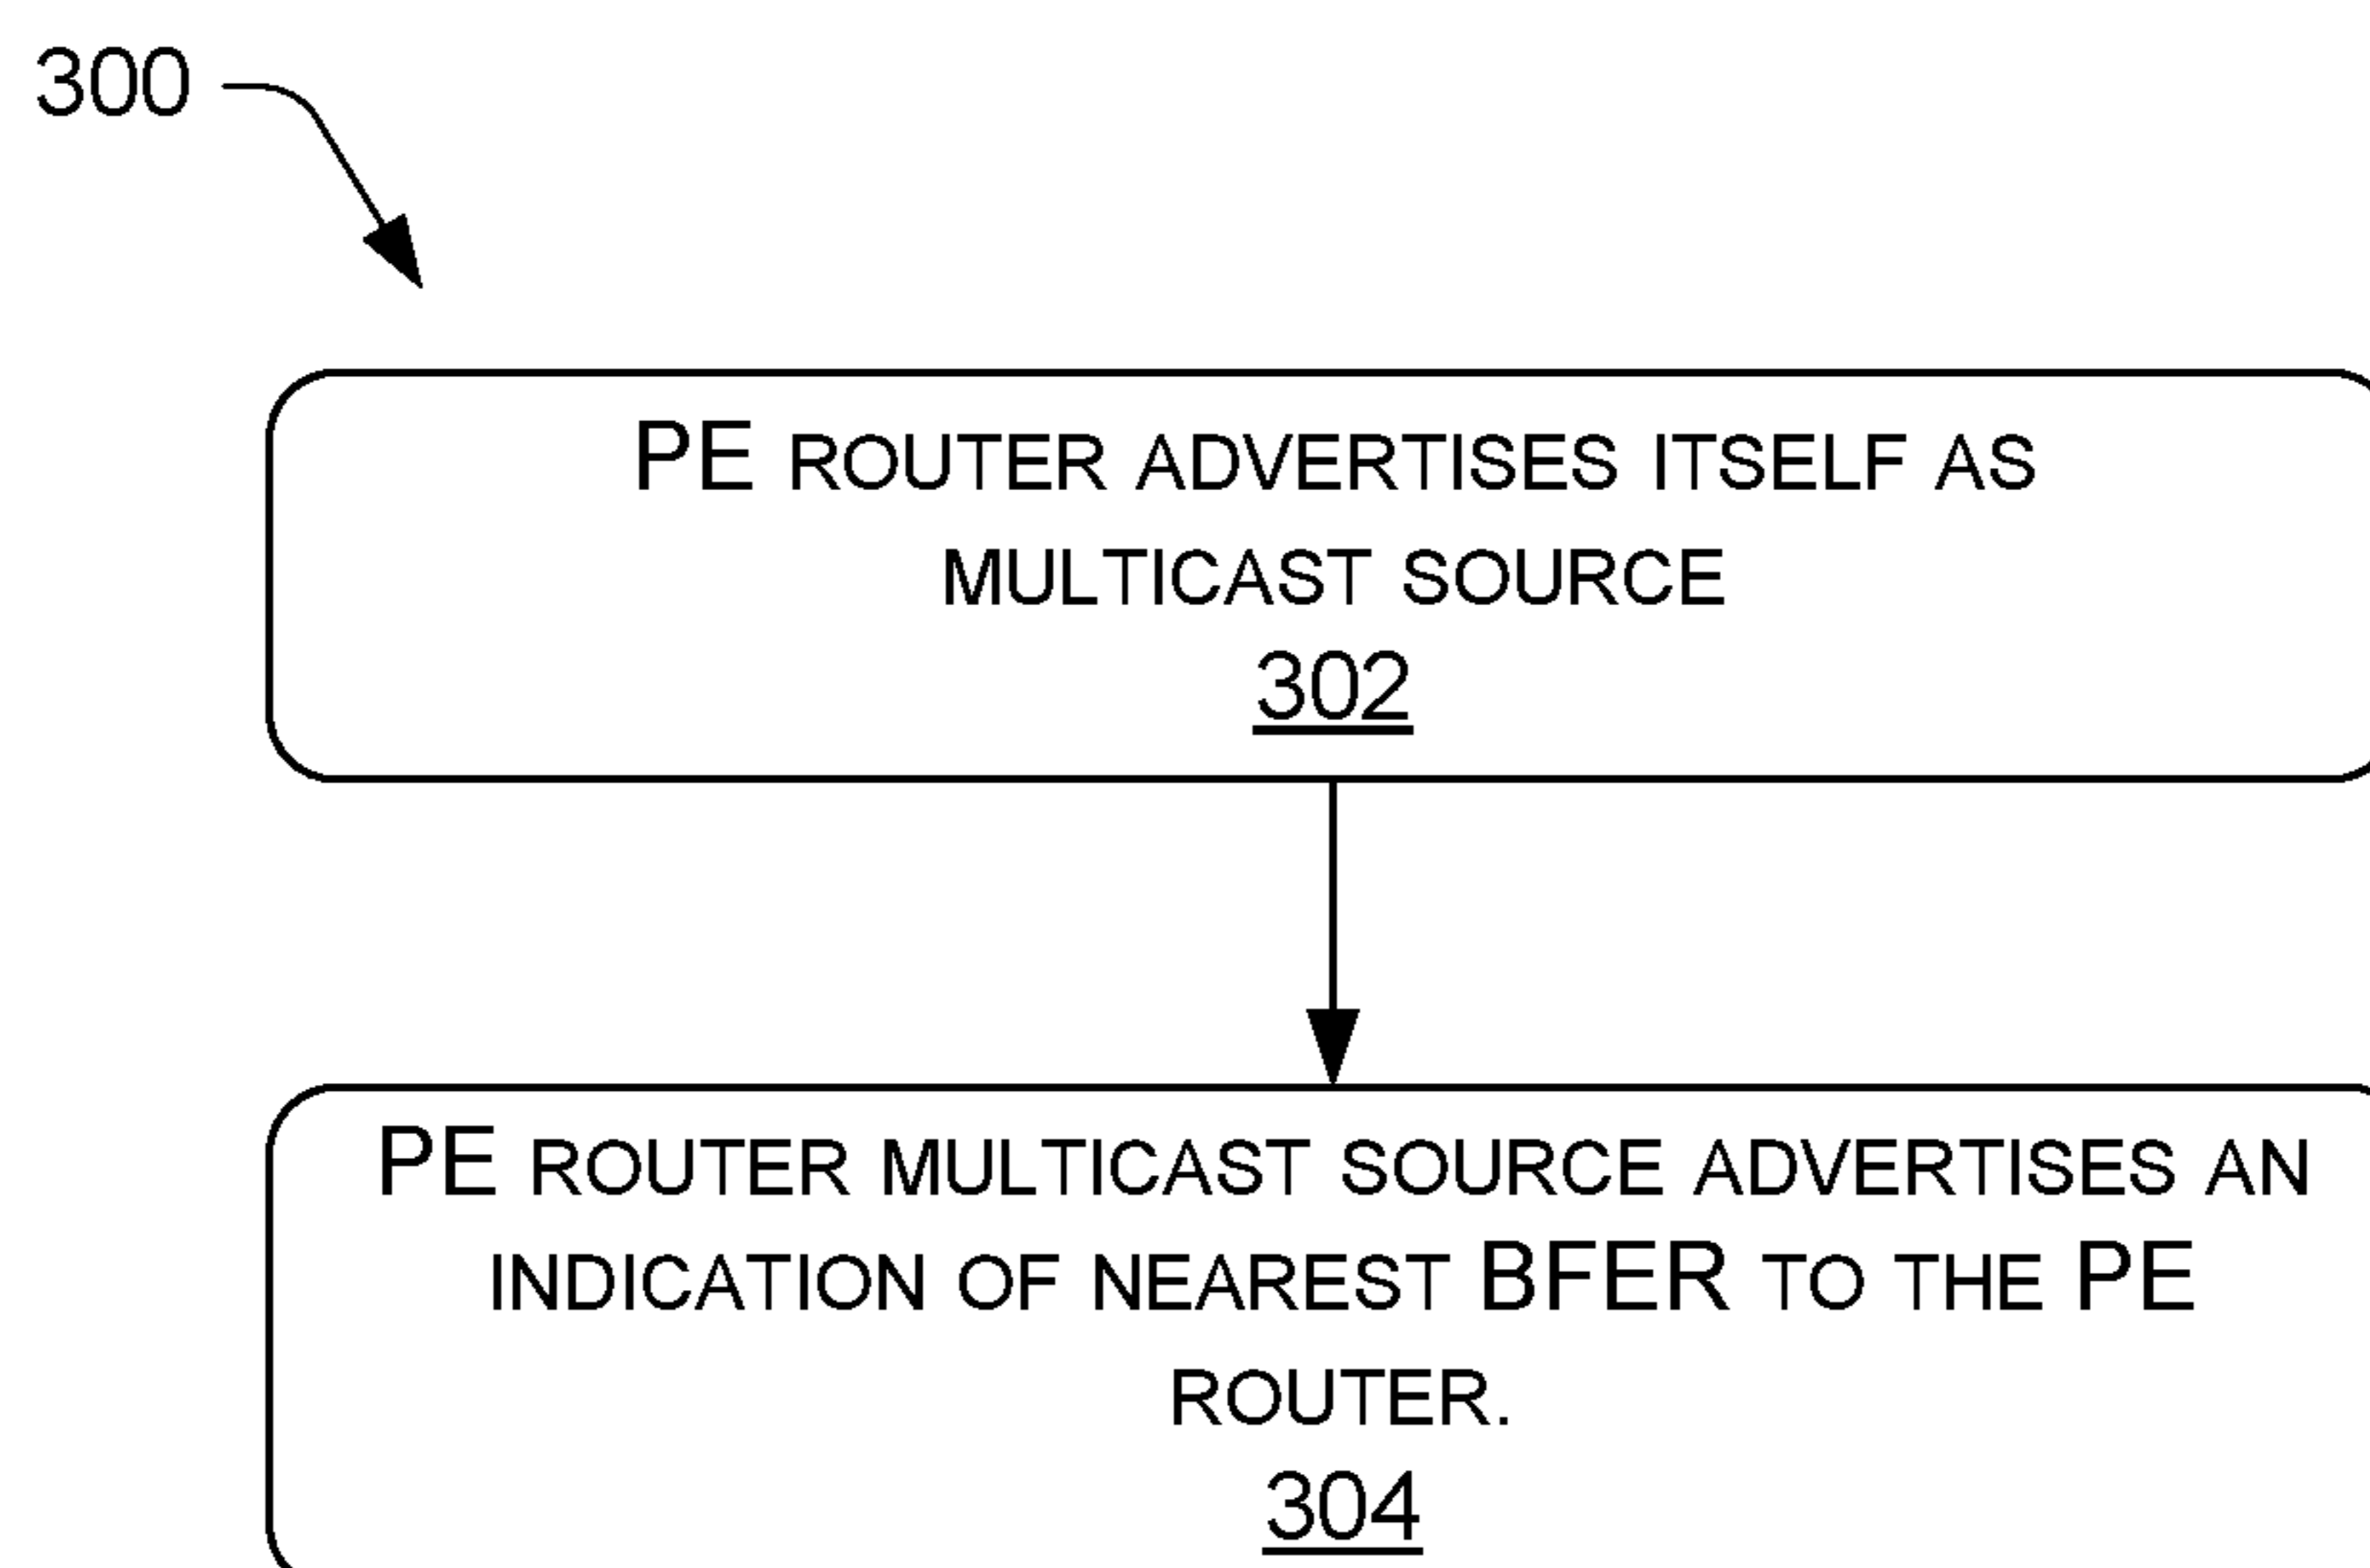 300
PE ROUTER ADVERTISES ITSELF AS
MULTICAST SOURCE
302
PE ROUTER MULTICAST SOURCE ADVERTISES AN
INDICATION OF NEAREST BFER TO THE PE
ROUTER.
304